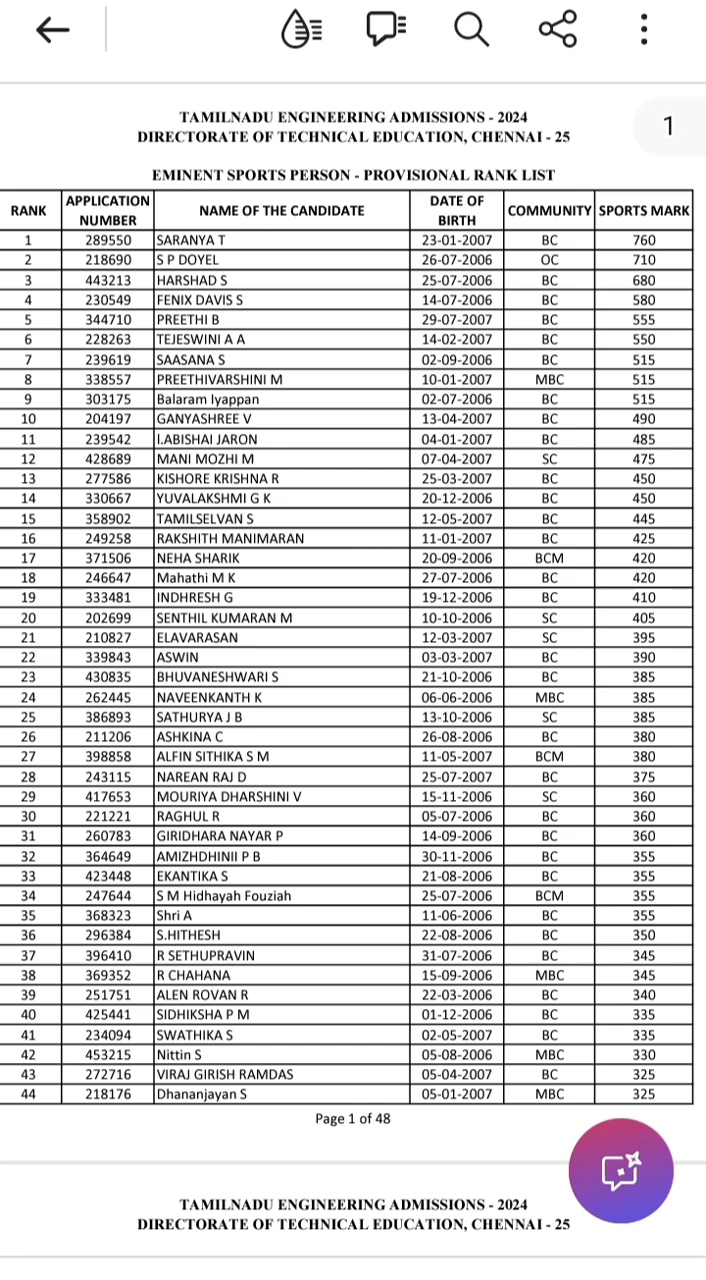 TAMILNADU ENGINEERING ADMISSIONS - 2024
DIRECTORATE OF TECHNICAL EDUCATION, CHENNAI - 25
1
EMINENT SPORTS PERSON - PROVISIONAL RANK LIST
RANK APPLICATION NUMBER NAME OF THE CANDIDATE DATE OF BIRTH COMMUNITY SPORTS MARK
1 289550 SARANYA T 23-01-2007 BC 760
2 218690 S P DOYEL 26-07-2006 OC 710
3 443213 HARSHAD S 25-07-2006 BC 680
4 230549 FENIX DAVIS S 14-07-2006 BC 580
5 344710 PREETHI B 29-07-2007 BC 555
6 228263 TEJESWINI A A 14-02-2007 BC 550
7 239619 SAASANA S 02-09-2006 BC 515
8 338557 PREETHIVARSHINI M 10-01-2007 MBC 515
9 303175 Balaram Iyappan 02-07-2006 BC 515
10 204197 GANYASHREE V 13-04-2007 BC 490
11 239542 I.ABISHAI JARON 04-01-2007 BC 485
12 428689 MANI MOZHI M 07-04-2007 SC 475
13 277586 KISHORE KRISHNA R 25-03-2007 BC 450
14 330667 YUVALAKSHMI G K 20-12-2006 BC 450
15 358902 TAMILSELVAN S 12-05-2007 BC 445
16 249258 RAKSHITH MANIMARAN 11-01-2007 BC 425
17 371506 NEHA SHARIK 20-09-2006 BCM 420
18 246647 Mahathi M K 27-07-2006 BC 420
19 333481 INDHRESH G 19-12-2006 BC 410
20 202699 SENTHIL KUMARAN M 10-10-2006 SC 405
21 210827 ELAVARASAN 12-03-2007 SC 395
22 339843 ASWIN 03-03-2007 BC 390
23 430835 BHUVANESHWARI S 21-10-2006 BC 385
24 262445 NAVEENKANTH K 06-06-2006 MBC 385
25 386893 SATHURYA J B 13-10-2006 SC 385
26 211206 ASHKINA C 26-08-2006 BC 380
27 398858 ALFIN SITHIKA S M 11-05-2007 BCM 380
28 243115 NAREAN RAJ D 25-07-2007 BC 375
29 417653 MOURIYA DHARSHINI V 15-11-2006 SC 360
30 221221 RAGHUL R 05-07-2006 BC 360
31 260783 GIRIDHARA NAYAR P 14-09-2006 BC 360
32 364649 AMIZHDHINII P B 30-11-2006 BC 355
33 423448 EKANTIKA S 21-08-2006 BC 355
34 247644 S M Hidhayah Fouziah 25-07-2006 BCM 355
35 368323 Shri A 11-06-2006 BC 355
36 296384 S.HITHESH 22-08-2006 BC 350
37 396410 R SETHUPRAVIN 31-07-2006 BC 345
38 369352 R CHAHANA 15-09-2006 MBC 345
39 251751 ALEN ROVAN R 22-03-2006 BC 340
40 425441 SIDHIKSHA P M 01-12-2006 BC 335
41 234094 SWATHIKA S 02-05-2007 BC 335
42 453215 Nittin S 05-08-2006 MBC 330
43 272716 VIRAJ GIRISH RAMDAS 05-04-2007 BC 325
44 218176 Dhananjayan S 05-01-2007 MBC 325
Page 1 of 48
TAMILNADU ENGINEERING ADMISSIONS - 2024
DIRECTORATE OF TECHNICAL EDUCATION, CHENNAI - 25